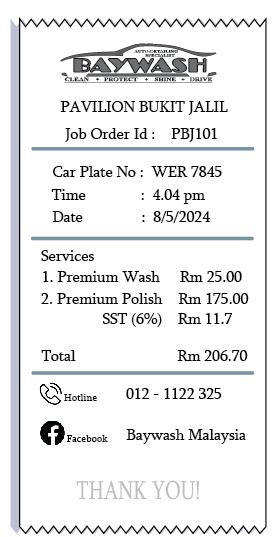 AUTO DETAILING
SPECIALIST
BAYWASH
CLEAN • PROTECT • SHINE • DRIVE
PAVILION BUKIT JALIL
Job Order Id : PBJ101
Car Plate No : WER 7845
Time : 4.04 pm
Date : 8/5/2024
Services
1. Premium Wash Rm 25.00
2. Premium Polish Rm 175.00
SST (6%) Rm 11.7
Total Rm 206.70
Hotline 012 - 1122 325
Facebook Baywash Malaysia
THANK YOU!